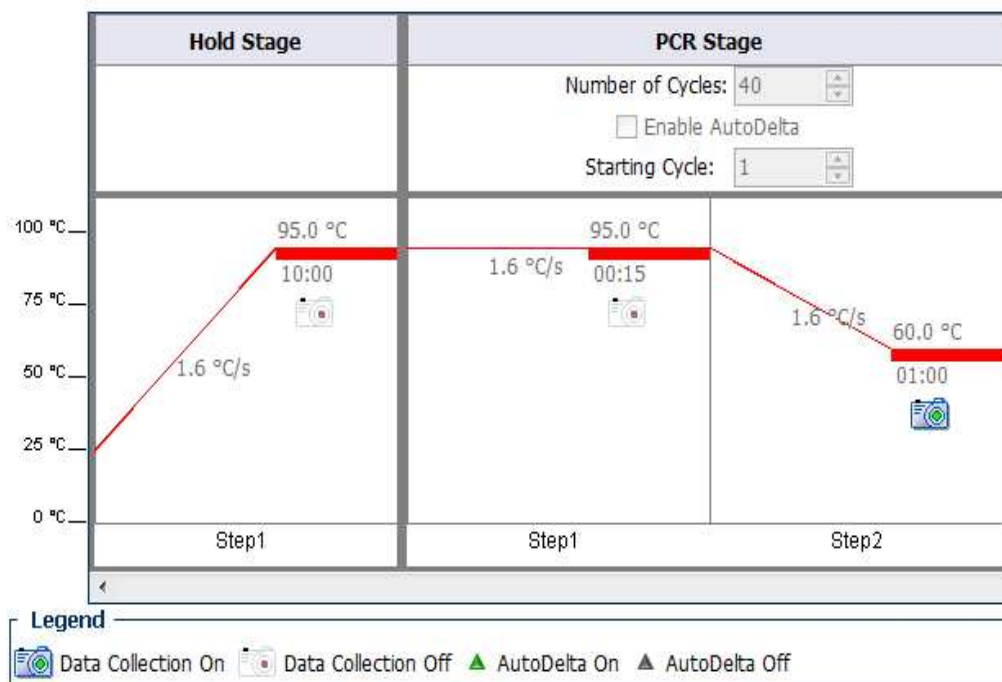 Hold Stage
PCR Stage
Number of Cycles: 40
Enable AutoDelta
Starting Cycle: 1
100 °C
75 °C
50 °C
25 °C
0 °C
95.0 °C
10:00
1.6 °C/s
95.0 °C
1.6 °C/s
00:15
1.6 °C/s
60.0 °C
01:00
Step1
Step1
Step2
Legend
Data Collection On Data Collection Off AutoDelta On AutoDelta Off